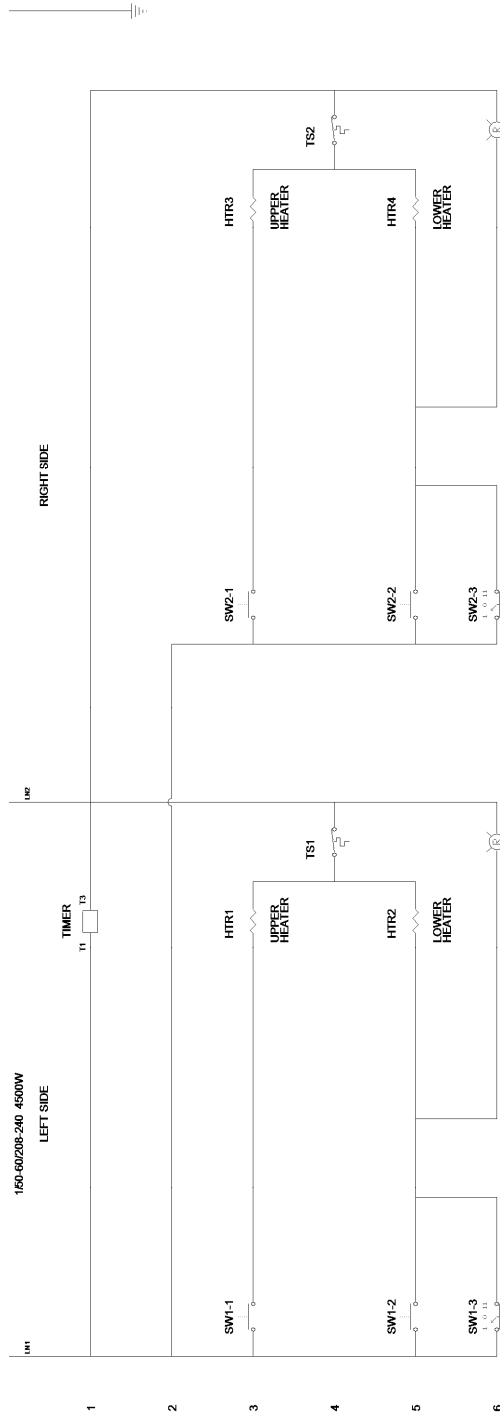 1/50-60/208-240 4500W
LEFT SIDE
RIGHT SIDE
LN1
LN2
1
TIMER
T1
T3
2
3
SW1-1
HTR1
UPPER
HEATER
SW2-1
HTR3
UPPER
HEATER
4
TS1
TS2
5
SW1-2
HTR2
LOWER
HEATER
SW2-2
HTR4
LOWER
HEATER
6
SW1-3
I O II
R
SW2-3
I O II
R